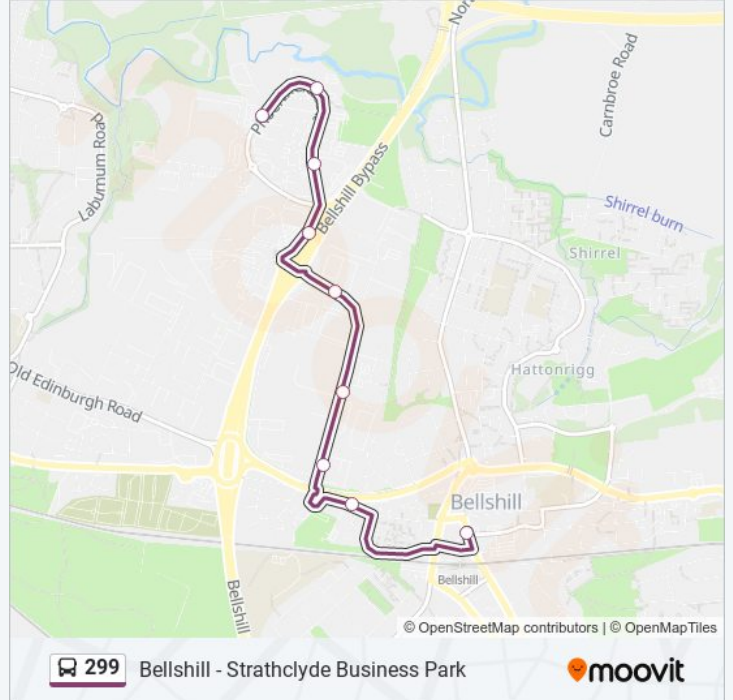 Carnbroe Road
Laburnum Road
Bellshill Bypass
Shirrel burn
Shirrel
Hattonrigg
Old Edinburgh Road
Bellshill
Bellshill
Bellshill
© OpenStreetMap contributors | © OpenMapTiles
299
Bellshill - Strathclyde Business Park
moovit